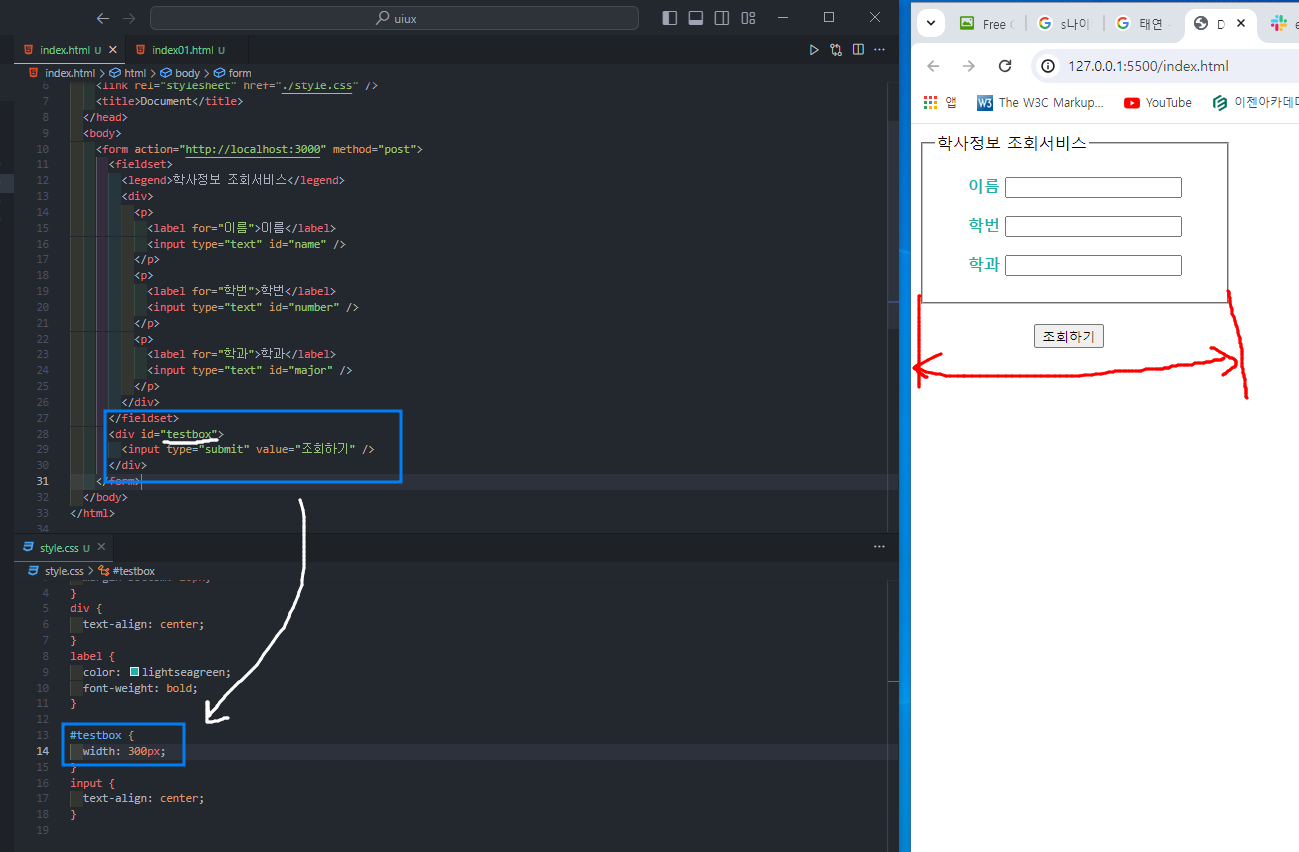 uiux
index.html U
index01.html U
index.html > html > body > form
6 <link rel="stylesheet" href="./style.css" />
7 <title>Document</title>
8 </head>
9 <body>
10 <form action="http://localhost:3000" method="post">
11 <fieldset>
12 <legend>학사정보 조회서비스</legend>
13 <div>
14 <p>
15 <label for="이름">이름</label>
16 <input type="text" id="name" />
17 </p>
18 <p>
19 <label for="학번">학번</label>
20 <input type="text" id="number" />
21 </p>
22 <p>
23 <label for="학과">학과</label>
24 <input type="text" id="major" />
25 </p>
26 </div>
27 </fieldset>
28 <div id="testbox">
29 <input type="submit" value="조회하기" />
30 </div>
31 </form>
32 </body>
33 </html>
34
style.css U
style.css > #testbox
4 }
5 div {
6 text-align: center;
7 }
8 label {
9 color: lightseagreen;
10 font-weight: bold;
11 }
12
13 #testbox {
14 width: 300px;
15 }
16 input {
17 text-align: center;
18 }
19
Free
s나이
태연
D
127.0.0.1:5500/index.html
앱
The W3C Markup...
YouTube
이젠아카데미
학사정보 조회서비스
이름
학번
학과
조회하기